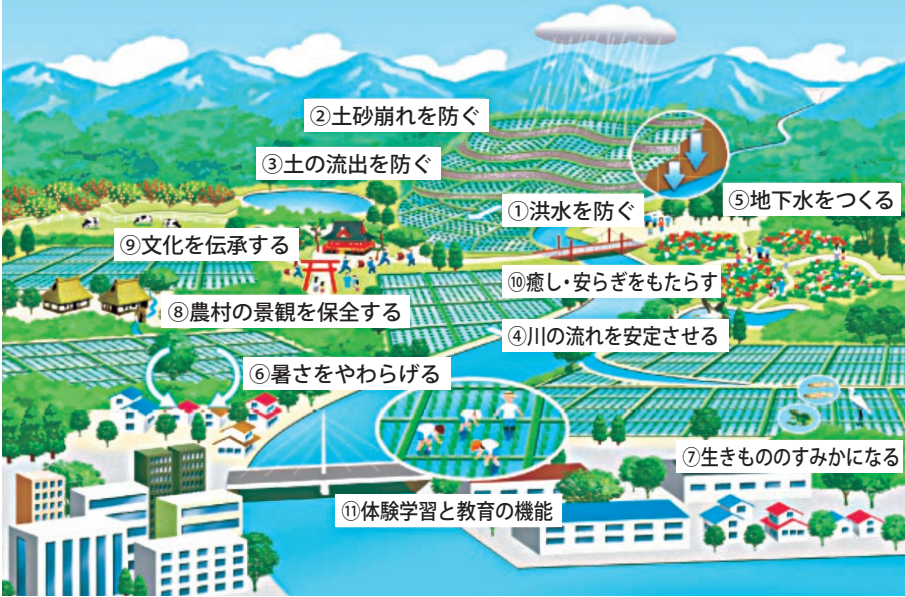 ②土砂崩れを防ぐ
③土の流出を防ぐ
①洪水を防ぐ
⑤地下水をつくる
⑨文化を伝承する
⑩癒し・安らぎをもたらす
⑧農村の景観を保全する
④川の流れを安定させる
⑥暑さをやわらげる
⑦生きもののすみかになる
⑪体験学習と教育の機能